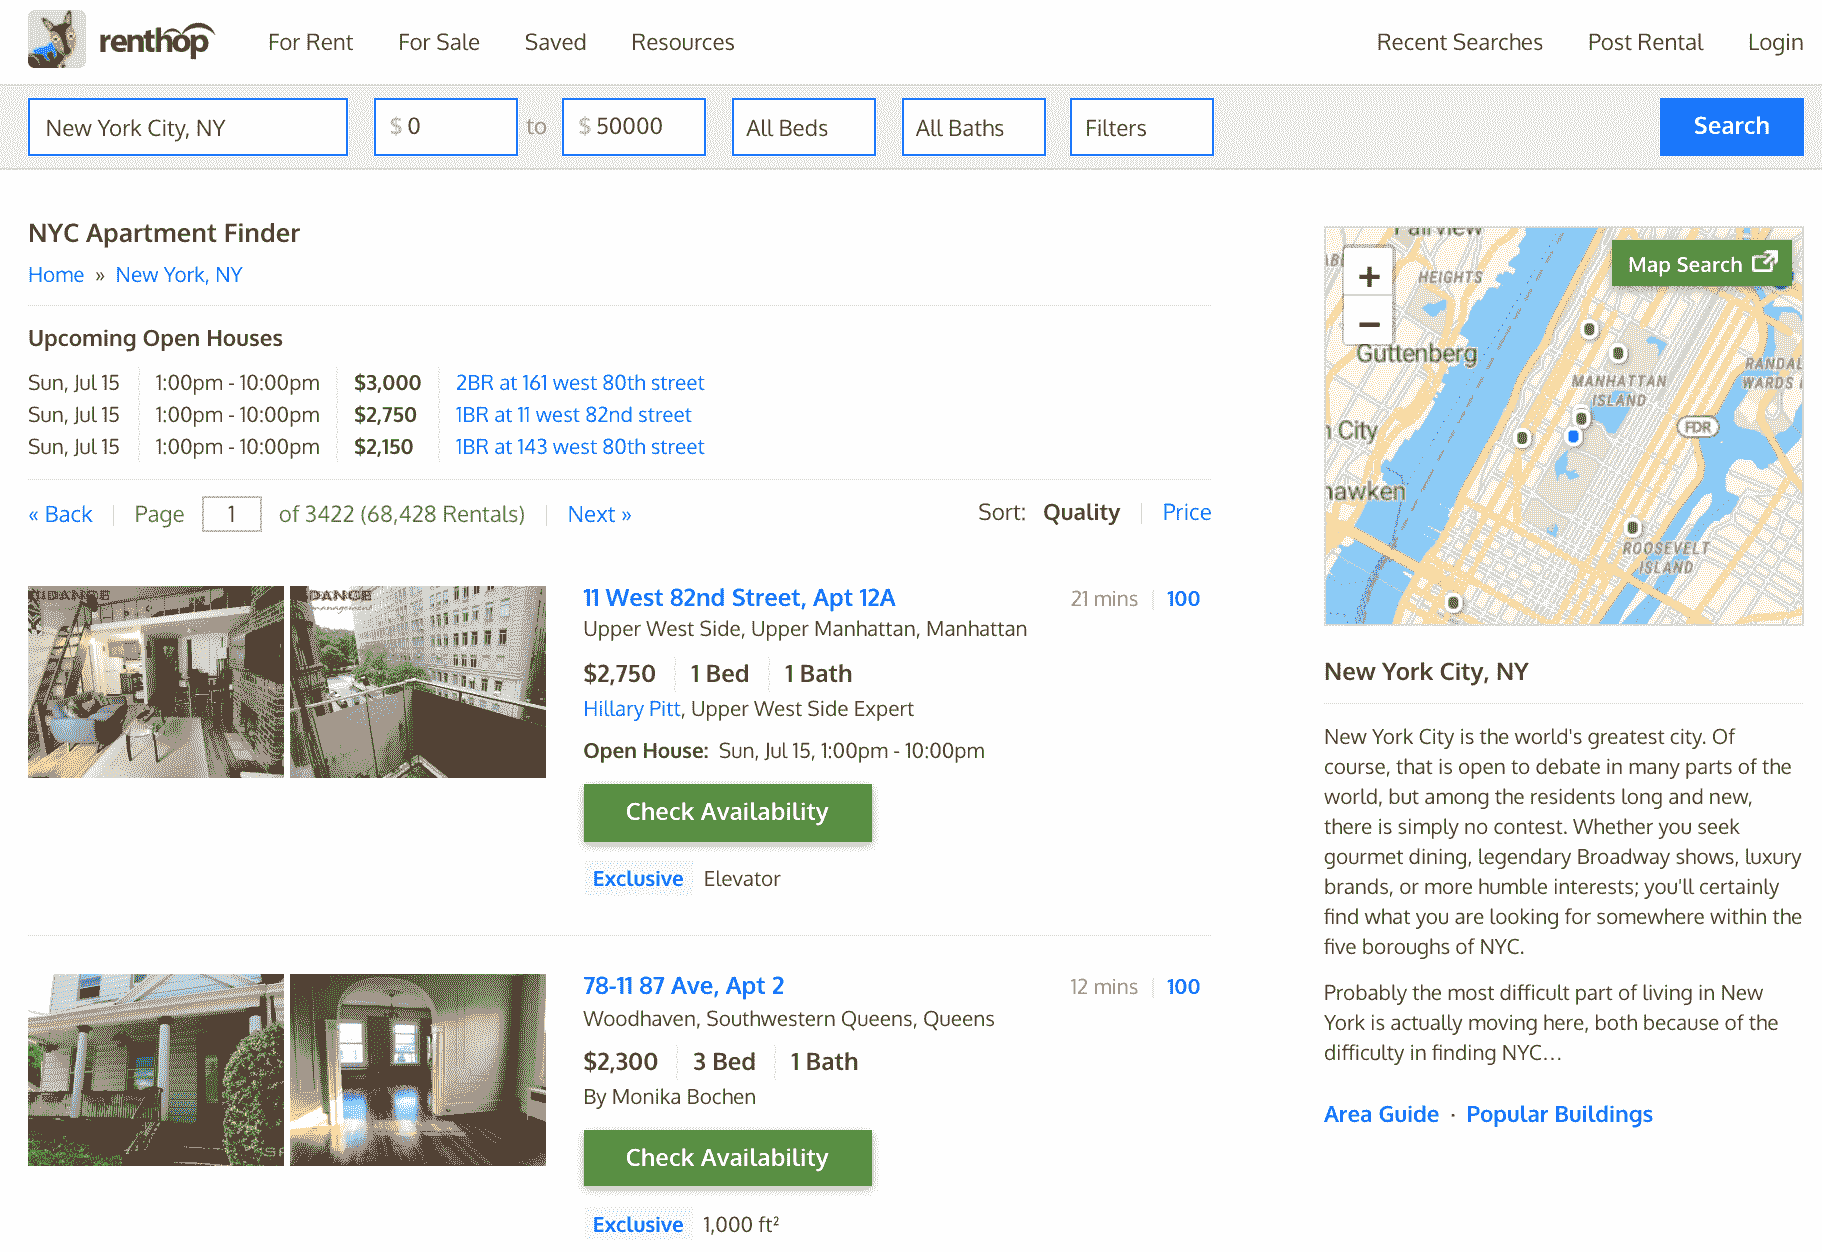 renthop For Rent For Sale Saved Resources Recent Searches Post Rental Login
New York City, NY $ 0 to $ 50000 All Beds All Baths Filters Search
NYC Apartment Finder
Home » New York, NY
Upcoming Open Houses
Sun, Jul 15 1:00pm - 10:00pm $3,000 2BR at 161 west 80th street
Sun, Jul 15 1:00pm - 10:00pm $2,750 1BR at 11 west 82nd street
Sun, Jul 15 1:00pm - 10:00pm $2,150 1BR at 143 west 80th street
« Back Page 1 of 3422 (68,428 Rentals) Next » Sort: Quality Price
11 West 82nd Street, Apt 12A 21 mins 100
Upper West Side, Upper Manhattan, Manhattan
$2,750 1 Bed 1 Bath
Hillary Pitt, Upper West Side Expert
Open House: Sun, Jul 15, 1:00pm - 10:00pm
Check Availability
Exclusive Elevator
78-11 87 Ave, Apt 2 12 mins 100
Woodhaven, Southwestern Queens, Queens
$2,300 3 Bed 1 Bath
By Monika Bochen
Check Availability
Exclusive 1,000 ft²
Map Search
+
−
HEIGHTS
Guttenberg
MANHATTAN
ISLAND
FDR
City
ROOSEVELT
ISLAND
New York City, NY
New York City is the world's greatest city. Of
course, that is open to debate in many parts of the
world, but among the residents long and new,
there is simply no contest. Whether you seek
gourmet dining, legendary Broadway shows, luxury
brands, or more humble interests; you'll certainly
find what you are looking for somewhere within the
five boroughs of NYC.
Probably the most difficult part of living in New
York is actually moving here, both because of the
difficulty in finding NYC…
Area Guide · Popular Buildings